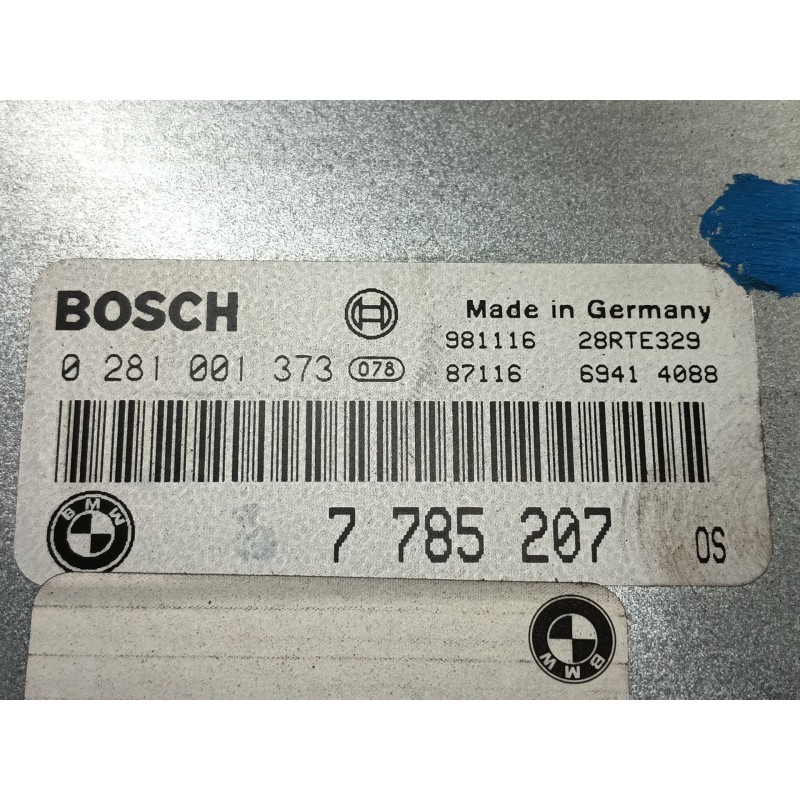 BOSCH
Made in Germany
981116 28RTE329
0 281 001 373 078
87116 6941 4088
BMW
7 785 207 0S
BMW